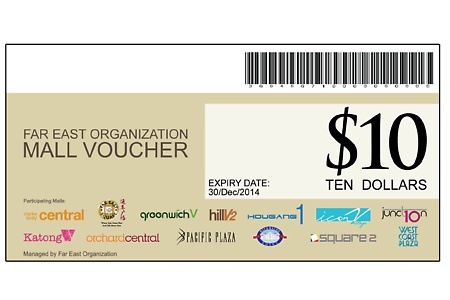 FAR EAST ORGANIZATION
MALL VOUCHER
$10
EXPIRY DATE:
30/Dec/2014
TEN DOLLARS
Participating Malls:
central
greenwich V
hillV2
HOUGANG 1
icon
junction 10
Katong V
orchardcentral
PACIFIC PLAZA
square 2
WEST COAST PLAZA
Managed by Far East Organization